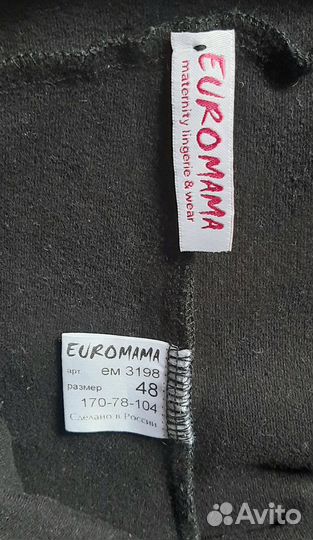 EUROMAMA
maternity lingerie & wear
EUROMAMA
арт ем 3198
размер 48
170-78-104
Сделано в России
Avito